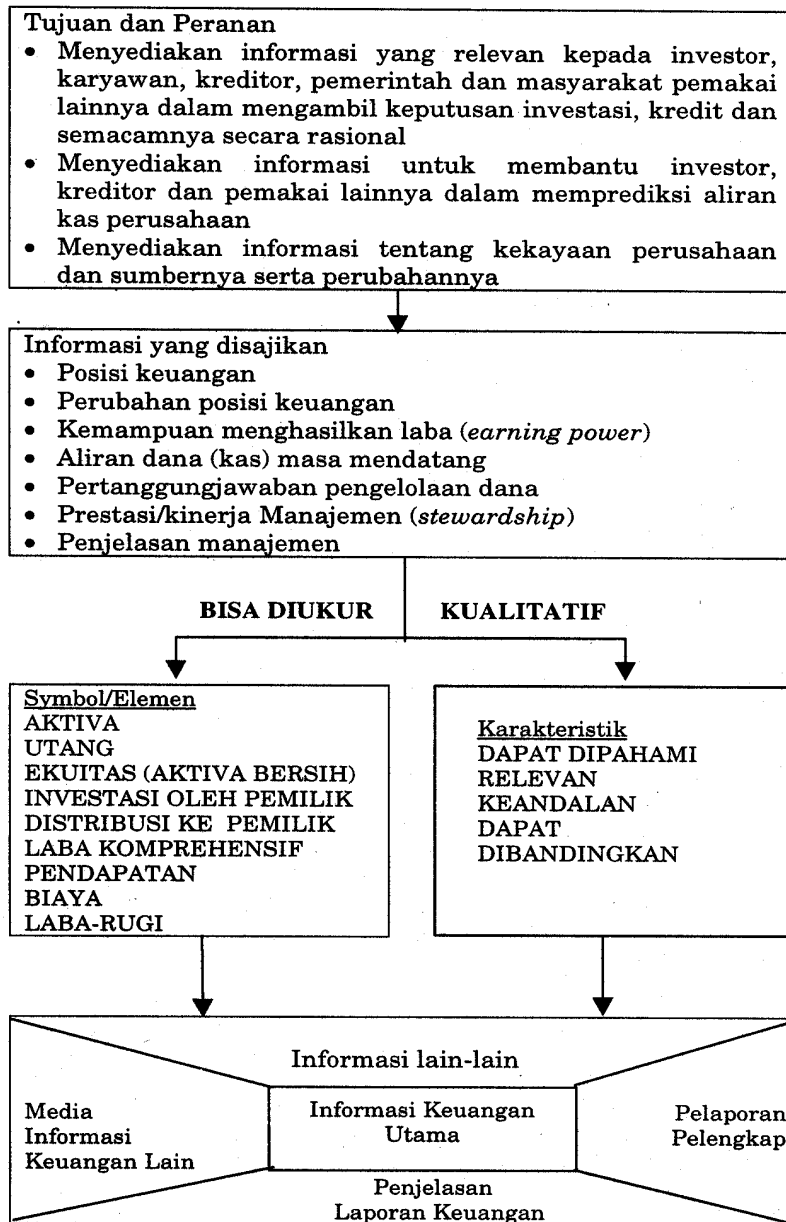 Tujuan dan Peranan
• Menyediakan informasi yang relevan kepada investor,
karyawan, kreditor, pemerintah dan masyarakat pemakai
lainnya dalam mengambil keputusan investasi, kredit dan
semacamnya secara rasional
• Menyediakan informasi untuk membantu investor,
kreditor dan pemakai lainnya dalam memprediksi aliran
kas perusahaan
• Menyediakan informasi tentang kekayaan perusahaan
dan sumbernya serta perubahannya
Informasi yang disajikan
• Posisi keuangan
• Perubahan posisi keuangan
• Kemampuan menghasilkan laba (earning power)
• Aliran dana (kas) masa mendatang
• Pertanggungjawaban pengelolaan dana
• Prestasi/kinerja Manajemen (stewardship)
• Penjelasan manajemen
BISA DIUKUR
KUALITATIF
Symbol/Elemen
AKTIVA
UTANG
EKUITAS (AKTIVA BERSIH)
INVESTASI OLEH PEMILIK
DISTRIBUSI KE PEMILIK
LABA KOMPREHENSIF
PENDAPATAN
BIAYA
LABA-RUGI
Karakteristik
DAPAT DIPAHAMI
RELEVAN
KEANDALAN
DAPAT
DIBANDINGKAN
Informasi lain-lain
Media
Informasi
Keuangan Lain
Informasi Keuangan
Utama
Pelaporan
Pelengkap
Penjelasan
Laporan Keuangan